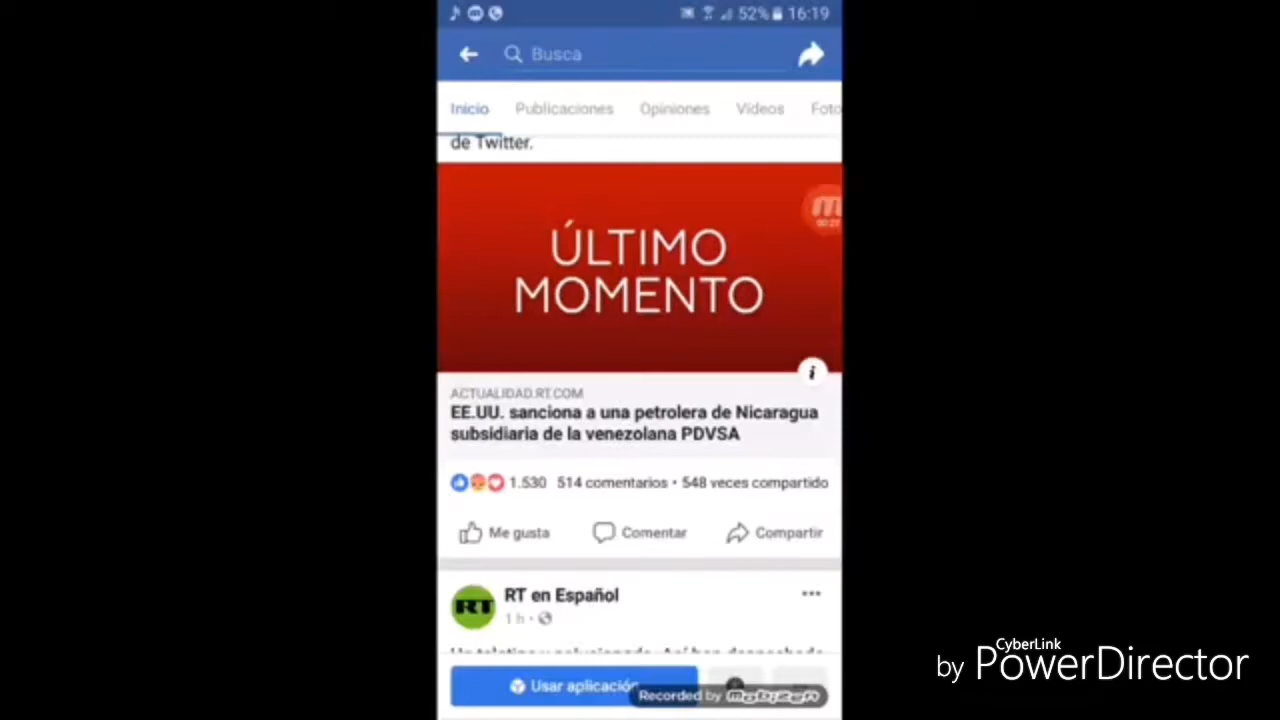 52% 16:19
Busca
Inicio Publicaciones Opiniones Videos Foto
de Twitter.
00:27
ÚLTIMO
MOMENTO
i
ACTUALIDAD.RT.COM
EE.UU. sanciona a una petrolera de Nicaragua
subsidiaria de la venezolana PDVSA
1.530 514 comentarios • 548 veces compartido
Me gusta Comentar Compartir
RT RT en Español
1 h
Usar aplicación
Recorded by
CyberLink
by PowerDirector